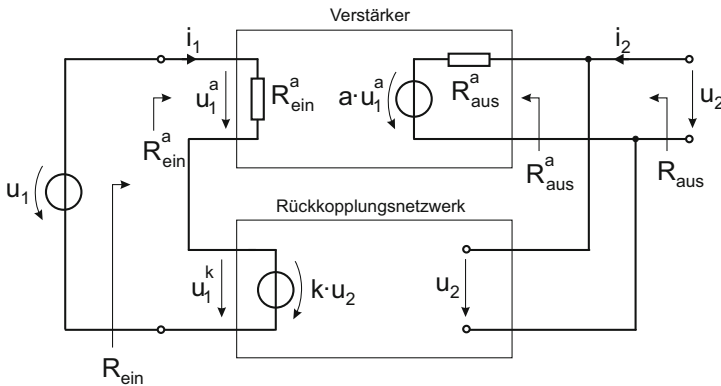 Verstärker
i₁
i₂
u₁ᵃ
Rₑᵢₙᵃ
a·u₁ᵃ
Rₐᵤₛᵃ
u₂
Rₑᵢₙᵃ
Rₐᵤₛᵃ
Rₐᵤₛ
u₁
Rückkopplungsnetzwerk
u₁ᵏ
k·u₂
u₂
Rₑᵢₙ